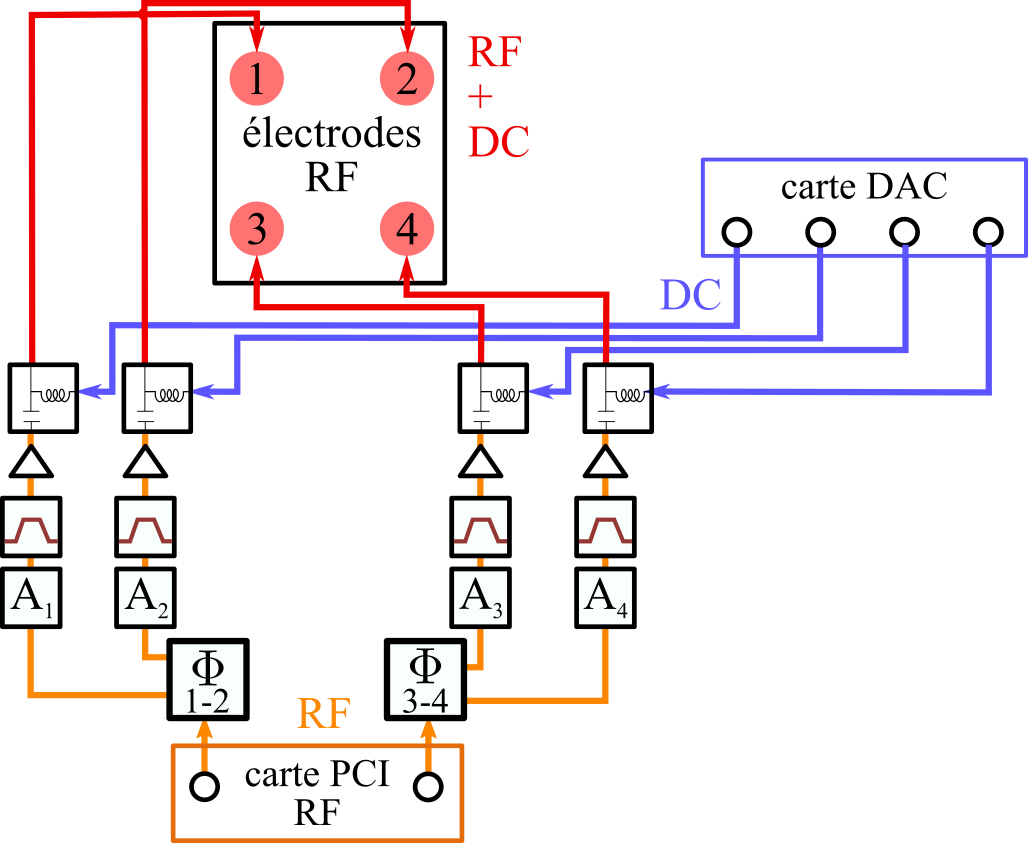 1
2
électrodes
RF
3
4
RF
+
DC
carte DAC
DC
A1
A2
A3
A4
Φ
1-2
Φ
3-4
RF
carte PCI
RF